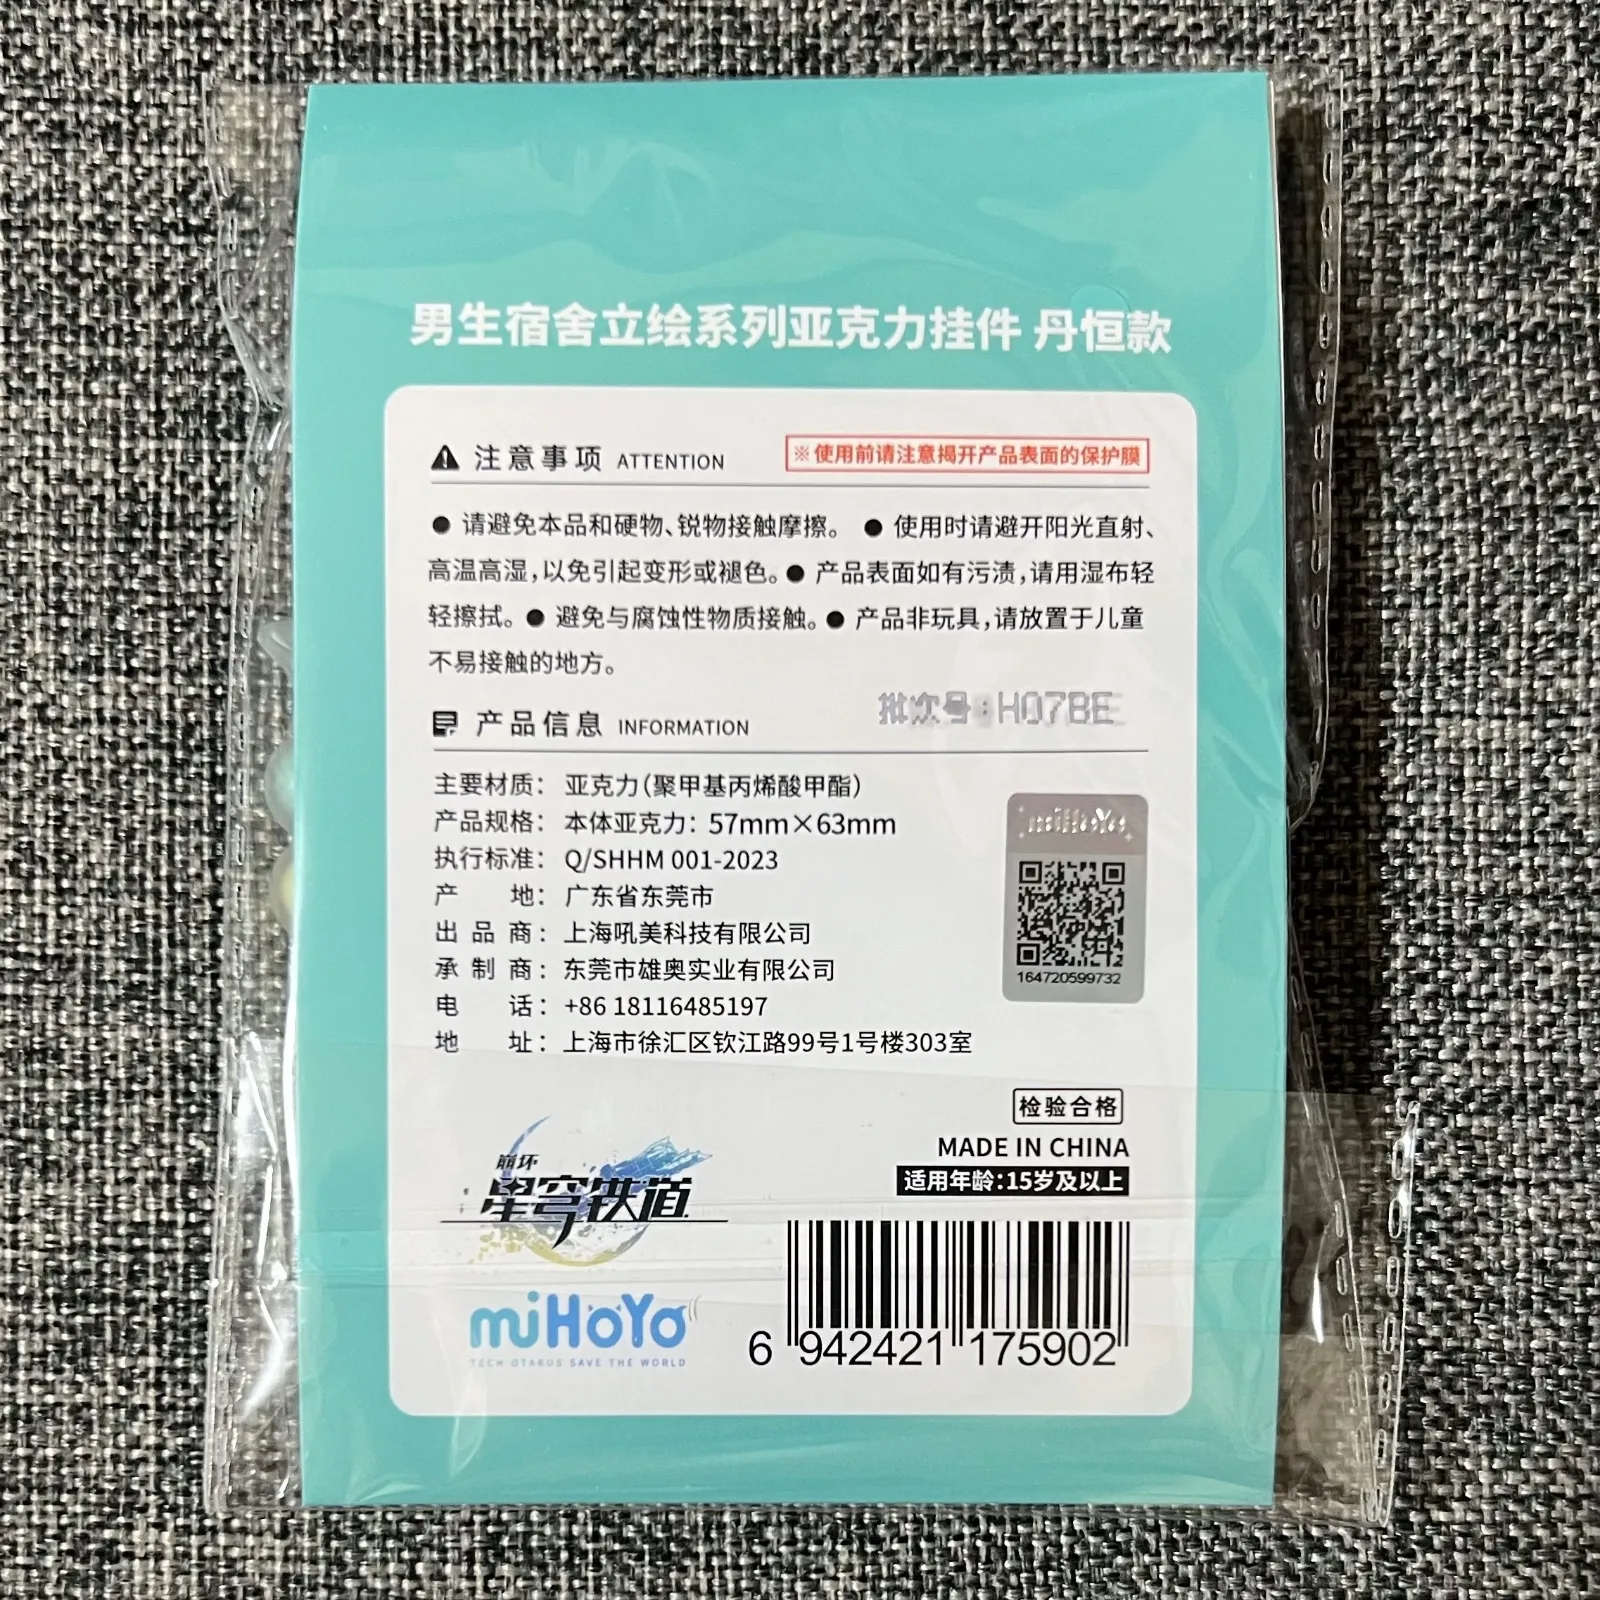 男生宿舍立绘系列亚克力挂件 丹恒款
注意事项 ATTENTION
※使用前请注意揭开产品表面的保护膜
● 请避免本品和硬物、锐物接触摩擦。 ● 使用时请避开阳光直射、
高温高湿,以免引起变形或褪色。● 产品表面如有污渍,请用湿布轻
轻擦拭。● 避免与腐蚀性物质接触。● 产品非玩具,请放置于儿童
不易接触的地方。
批次号:H07BE
产品信息 INFORMATION
主要材质: 亚克力(聚甲基丙烯酸甲酯)
产品规格: 本体亚克力: 57mm×63mm
执行标准: Q/SHHM 001-2023
产 地: 广东省东莞市
出品商: 上海吼美科技有限公司
承制商: 东莞市雄奥实业有限公司
电 话: +86 18116485197
地 址: 上海市徐汇区钦江路99号1号楼303室
miHoYo
164720599732
检验合格
MADE IN CHINA
适用年龄:15岁及以上
崩坏
星穹铁道
miHoYo
TECH OTAKUS SAVE THE WORLD
6 942421 175902